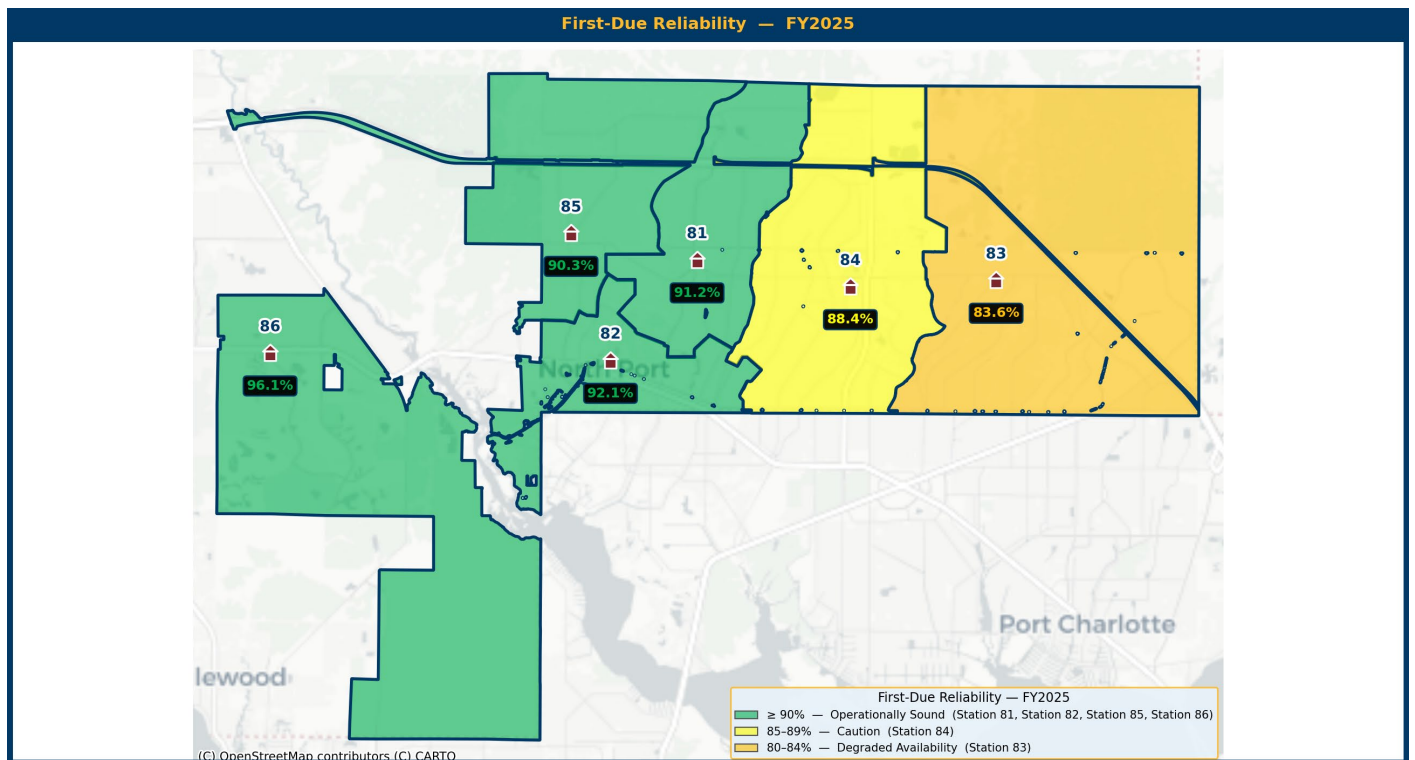 First-Due Reliability — FY2025
85
90.3%
81
91.2%
84
88.4%
83
83.6%
86
96.1%
82
North Port
92.1%
Port Charlotte
lewood
First-Due Reliability — FY2025
≥ 90% — Operationally Sound (Station 81, Station 82, Station 85, Station 86)
85–89% — Caution (Station 84)
80–84% — Degraded Availability (Station 83)
(C) OpenStreetMap contributors (C) CARTO